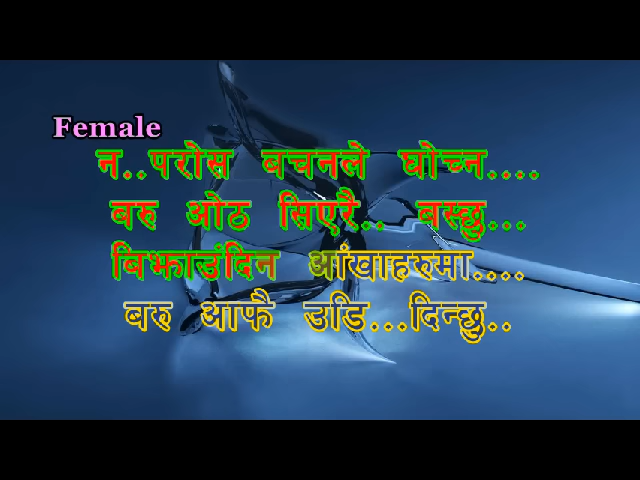 Female
न..परोस बचनले घोच्न....
बरु ओठ सिएरै.. बस्छु...
बिझाउंदिन आंखाहरुमा....
बरु आफै उडि...दिन्छु..